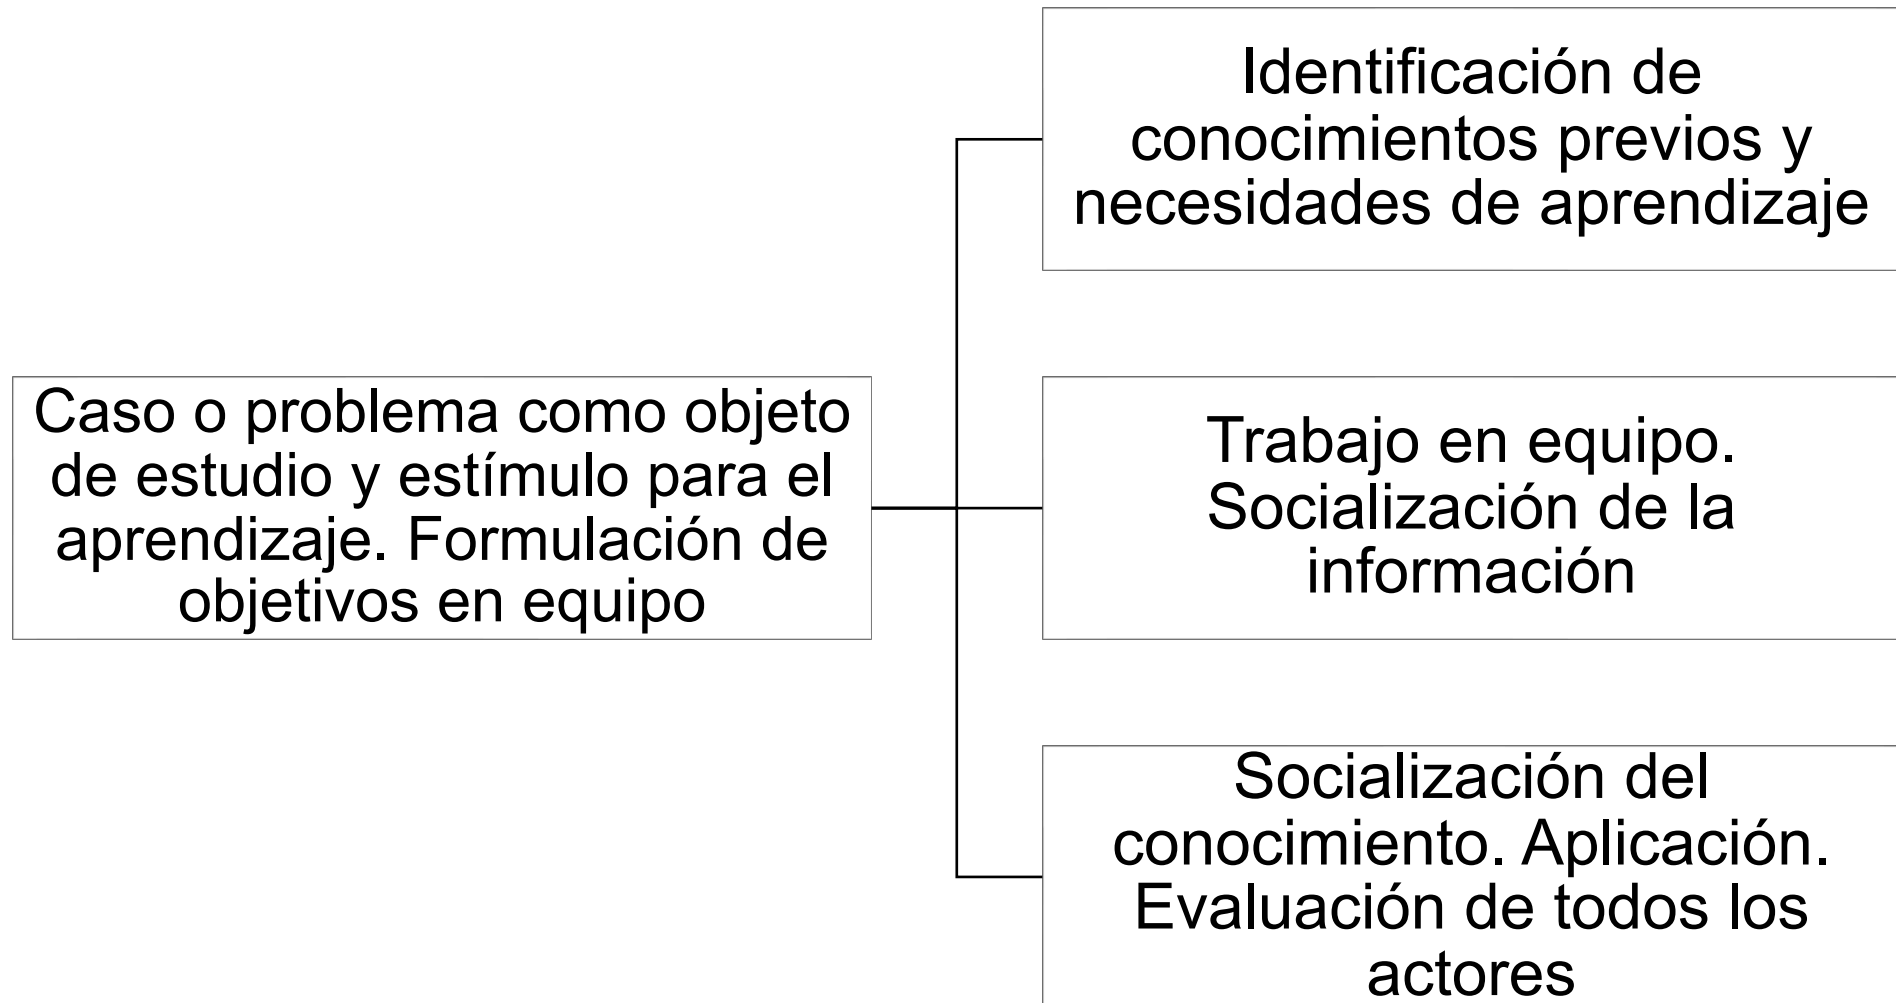 Identificación de
conocimientos previos y
necesidades de aprendizaje
Caso o problema como objeto
de estudio y estímulo para el
aprendizaje. Formulación de
objetivos en equipo
Trabajo en equipo.
Socialización de la
información
Socialización del
conocimiento. Aplicación.
Evaluación de todos los
actores